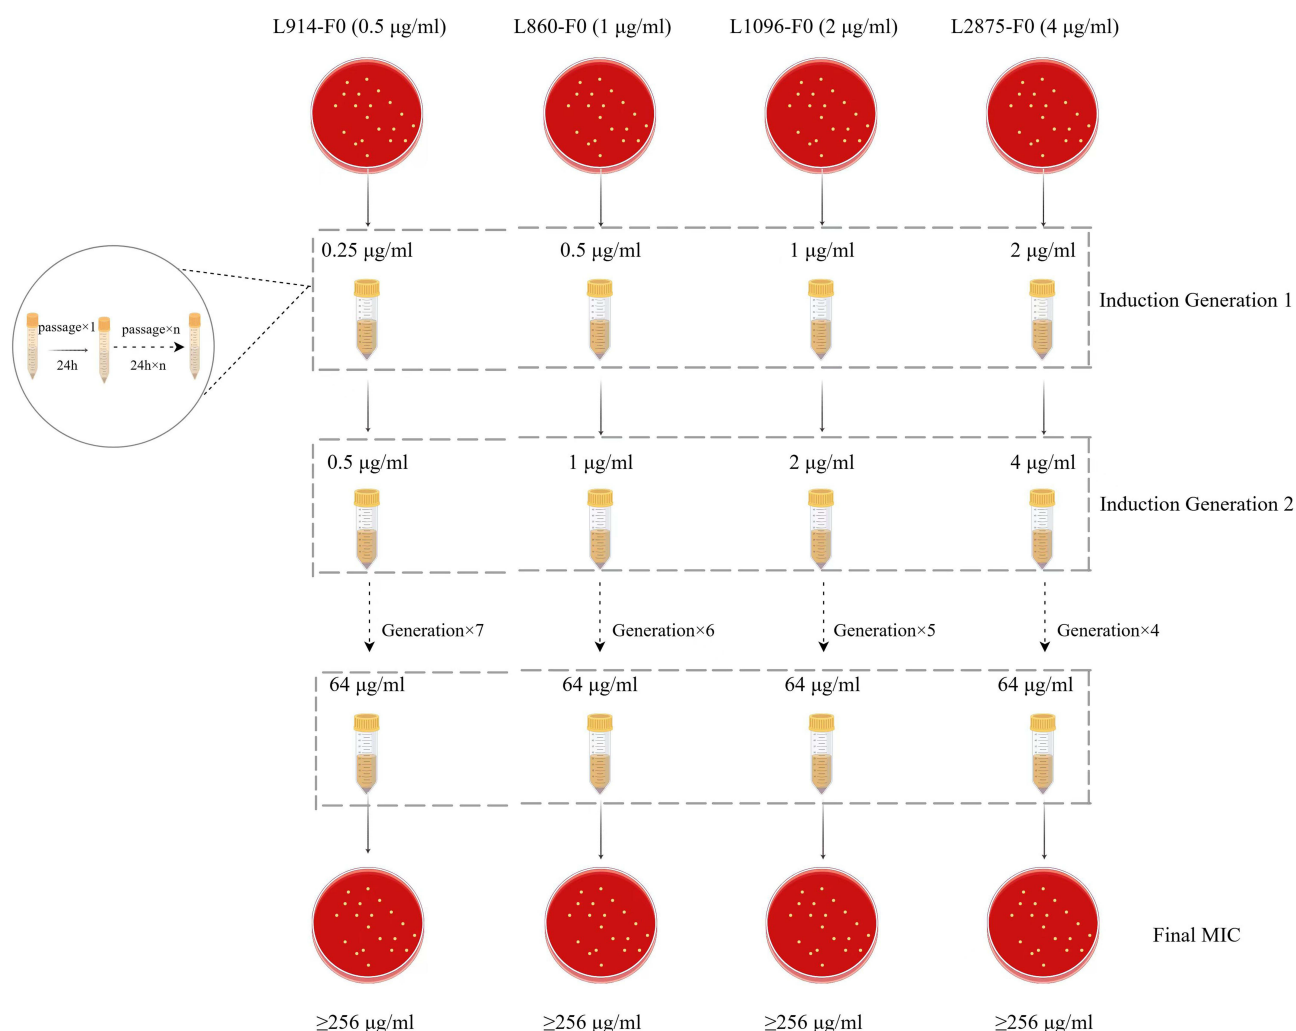 L914-F0 (0.5 μg/ml)
L860-F0 (1 μg/ml)
L1096-F0 (2 μg/ml)
L2875-F0 (4 μg/ml)
0.25 μg/ml
0.5 μg/ml
1 μg/ml
2 μg/ml
Induction Generation 1
passage×1
24h
passage×n
24h×n
0.5 μg/ml
1 μg/ml
2 μg/ml
4 μg/ml
Induction Generation 2
Generation×7
Generation×6
Generation×5
Generation×4
64 μg/ml
64 μg/ml
64 μg/ml
64 μg/ml
Final MIC
≥256 μg/ml
≥256 μg/ml
≥256 μg/ml
≥256 μg/ml